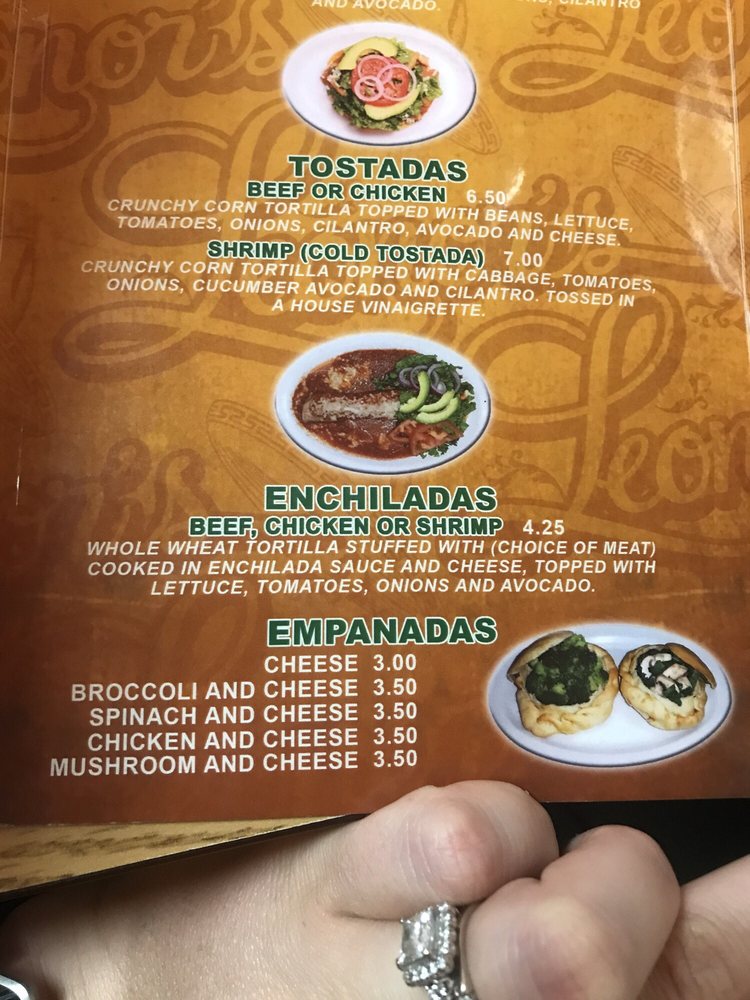 AND AVOCADO.
CILANTRO
TOSTADAS
BEEF OR CHICKEN 6.50
CRUNCHY CORN TORTILLA TOPPED WITH BEANS, LETTUCE,
TOMATOES, ONIONS, CILANTRO, AVOCADO AND CHEESE.
SHRIMP (COLD TOSTADA) 7.00
CRUNCHY CORN TORTILLA TOPPED WITH CABBAGE, TOMATOES,
ONIONS, CUCUMBER AVOCADO AND CILANTRO. TOSSED IN
A HOUSE VINAIGRETTE.
ENCHILADAS
BEEF, CHICKEN OR SHRIMP 4.25
WHOLE WHEAT TORTILLA STUFFED WITH (CHOICE OF MEAT)
COOKED IN ENCHILADA SAUCE AND CHEESE, TOPPED WITH
LETTUCE, TOMATOES, ONIONS AND AVOCADO.
EMPANADAS
CHEESE 3.00
BROCCOLI AND CHEESE 3.50
SPINACH AND CHEESE 3.50
CHICKEN AND CHEESE 3.50
MUSHROOM AND CHEESE 3.50